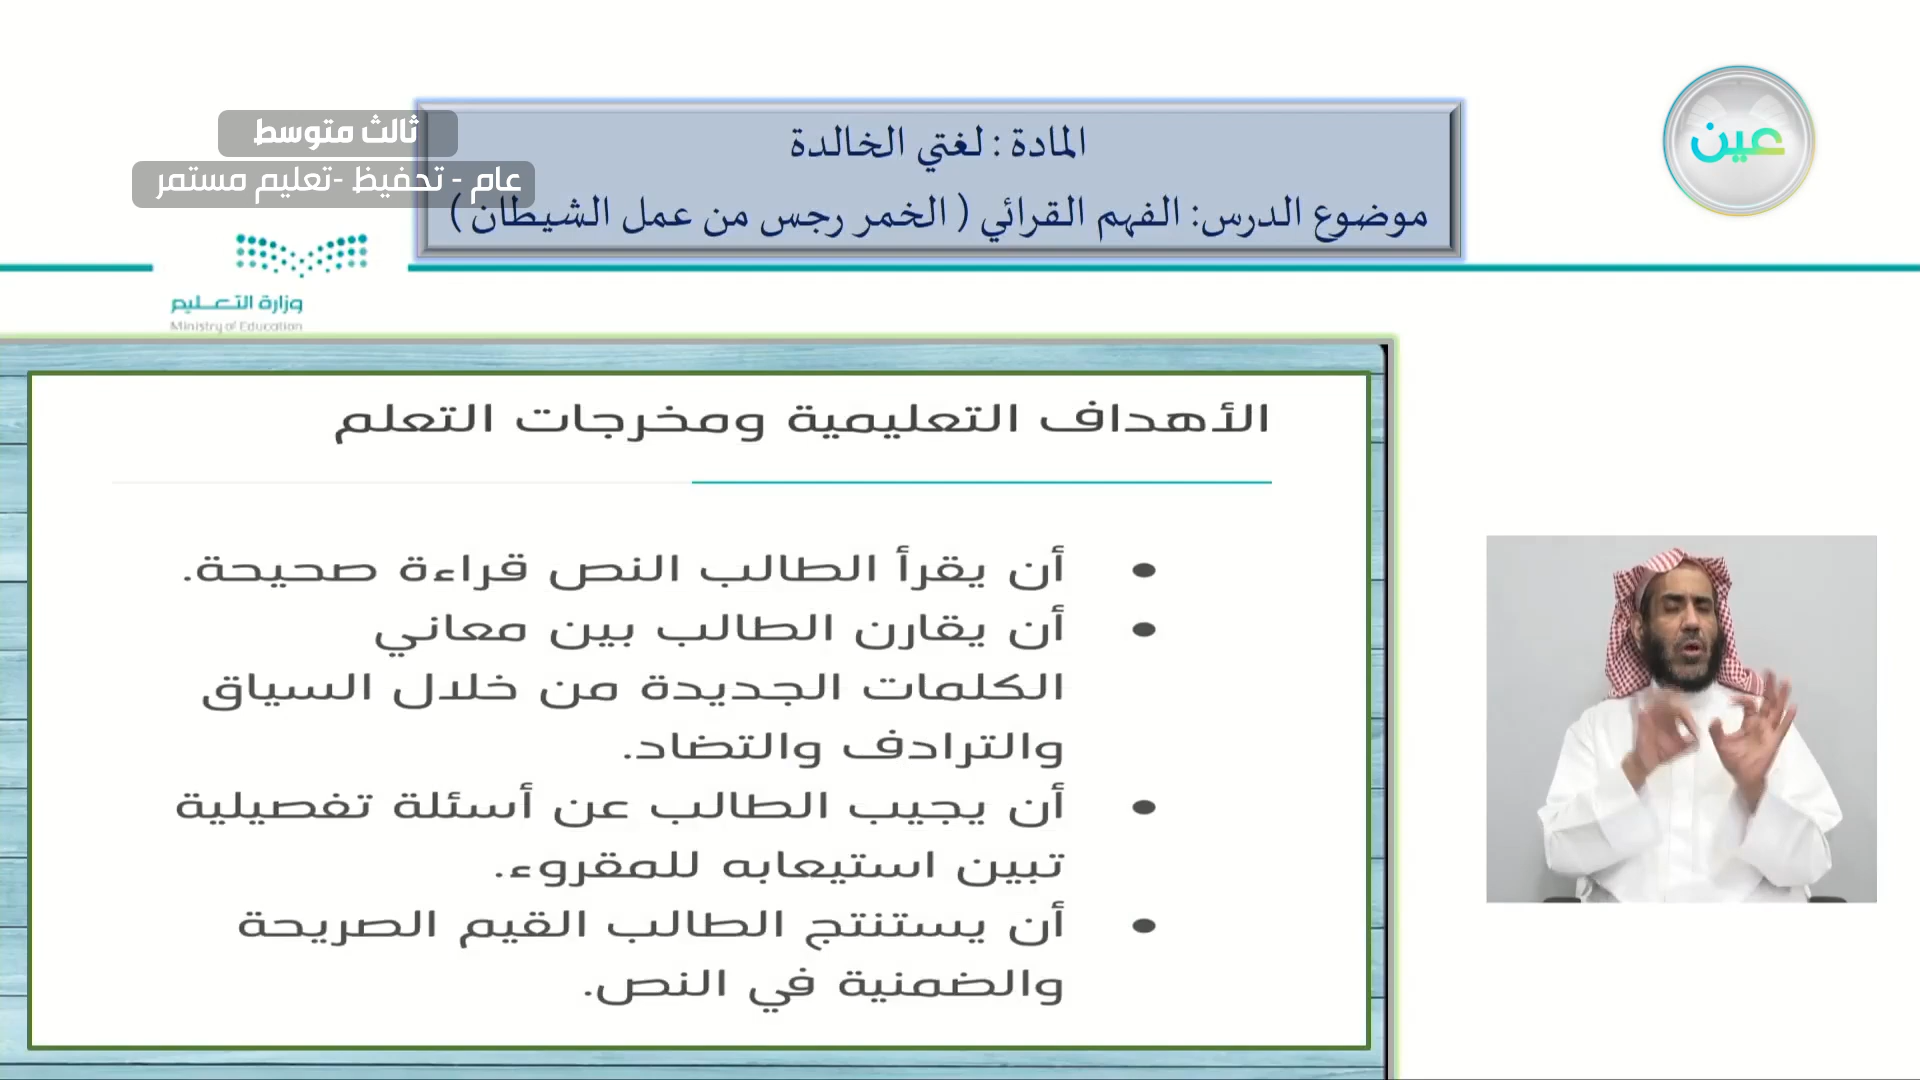 ثالث متوسط
عام - تحفيظ -تعليم مستمر
المادة : لغتي الخالدة
موضوع الدرس: الفهم القرائي ( الخمر رجس من عمل الشيطان )
عين
وزارة التعليم
Ministry of Education
الأهداف التعليمية ومخرجات التعلم
• أن يقرأ الطالب النص قراءة صحيحة.
• أن يقارن الطالب بين معاني
الكلمات الجديدة من خلال السياق
والترادف والتضاد.
• أن يجيب الطالب عن أسئلة تفصيلية
تبين استيعابه للمقروء.
• أن يستنتج الطالب القيم الصريحة
والضمنية في النص.